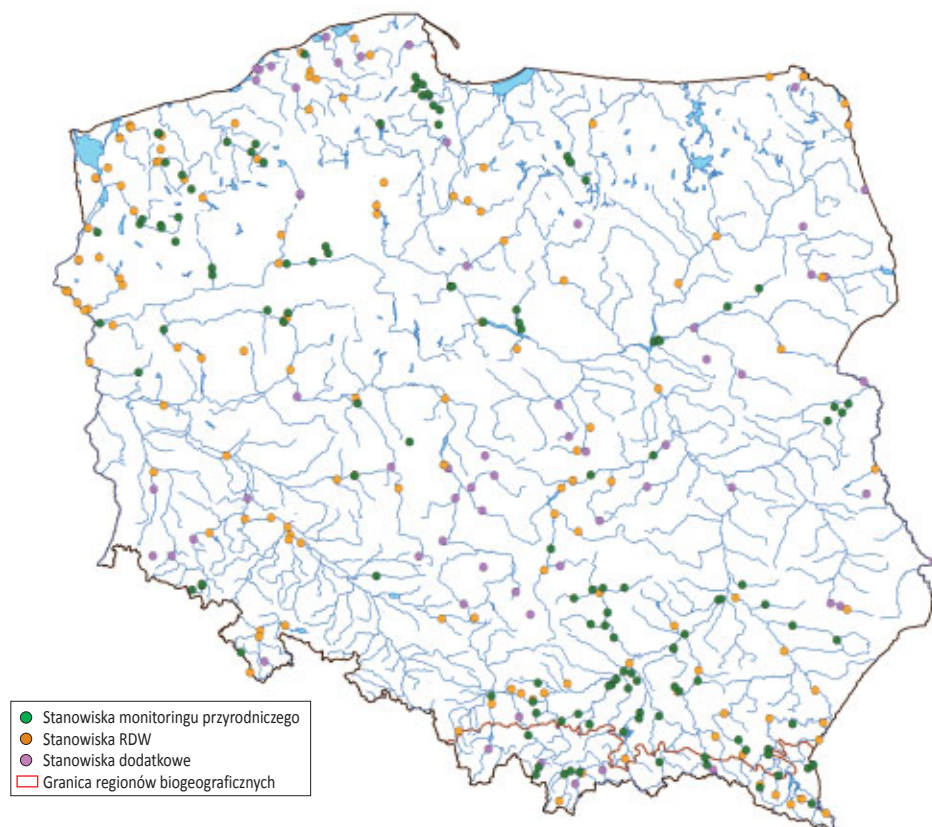 Stanowiska monitoringu przyrodniczego
Stanowiska RDW
Stanowiska dodatkowe
Granica regionów biogeograficznych